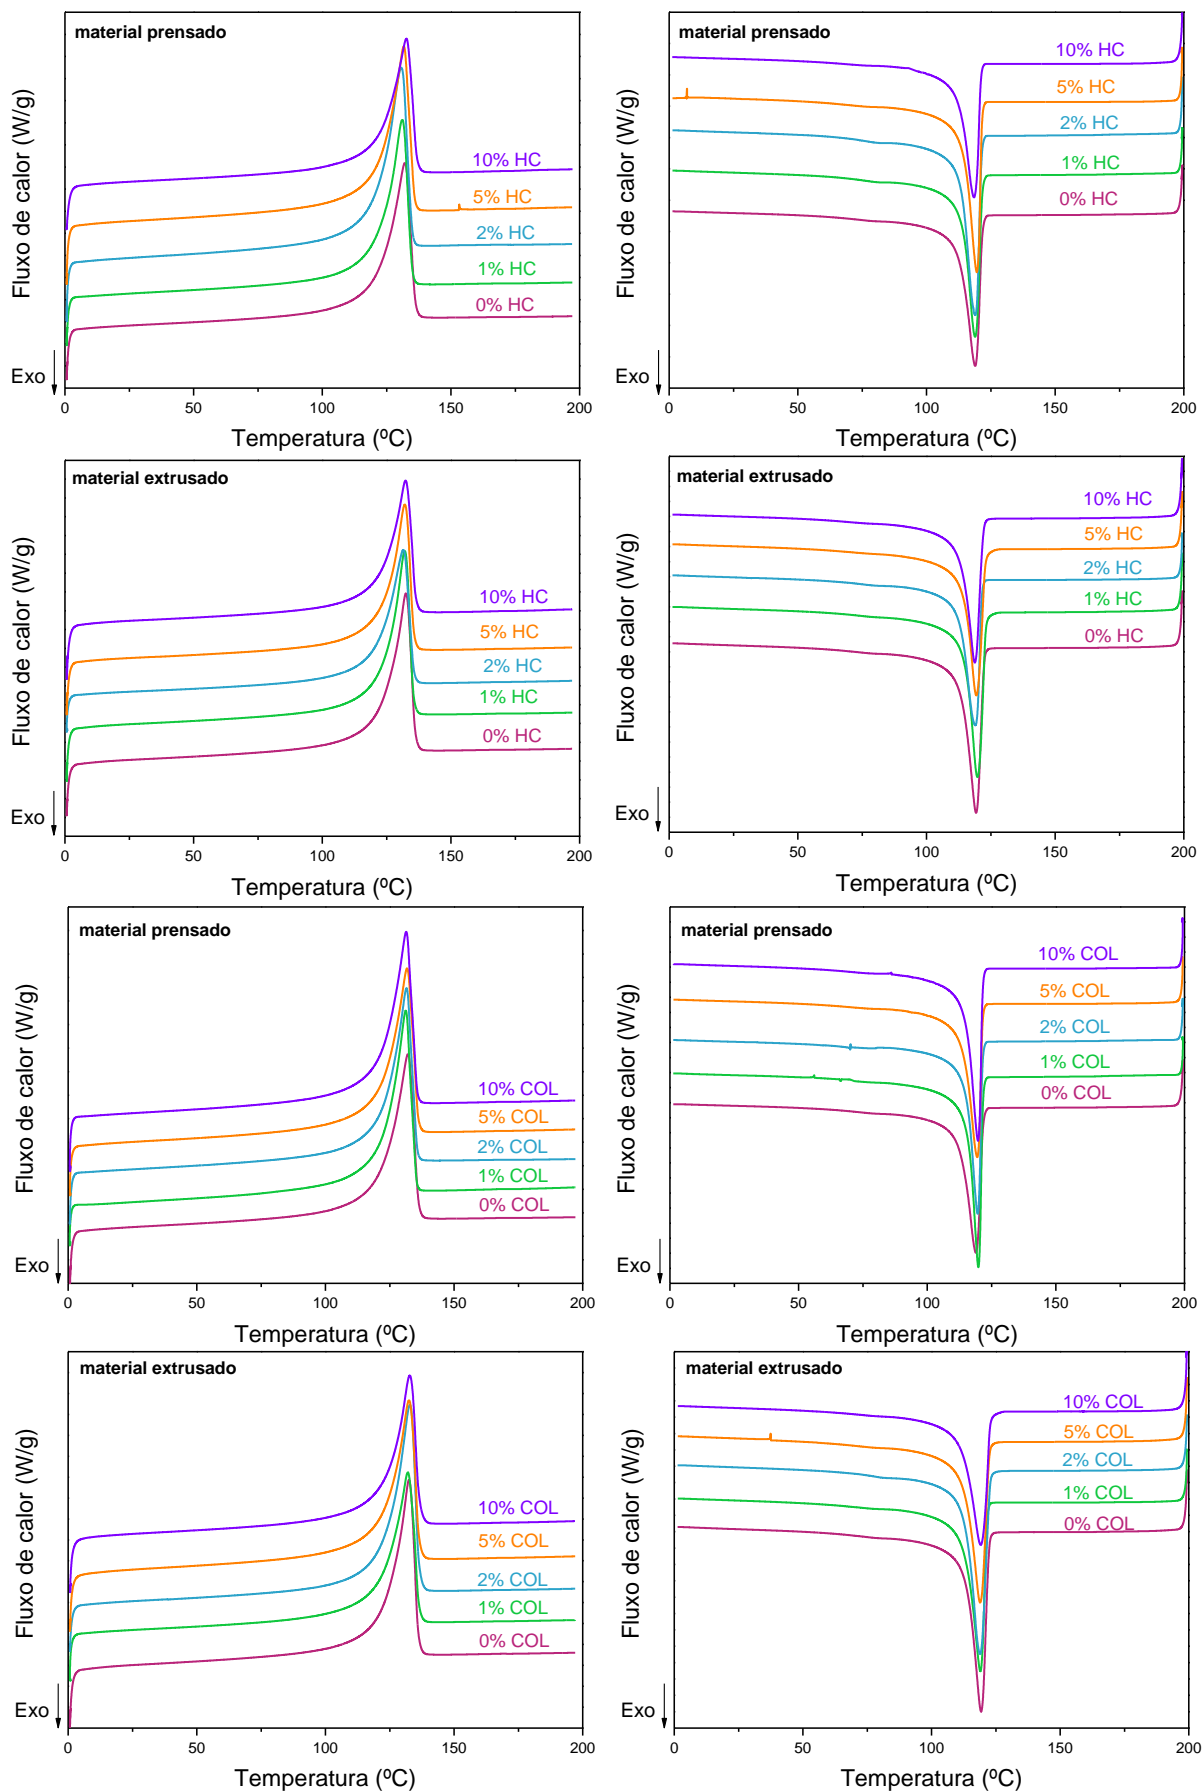 material prensado
10% HC
5% HC
2% HC
1% HC
0% HC
Fluxo de calor (W/g)
Exo
0 50 100 150 200
Temperatura (ºC)
material prensado
10% HC
5% HC
2% HC
1% HC
0% HC
Fluxo de calor (W/g)
Exo
0 50 100 150 200
Temperatura (ºC)
material extrusado
10% HC
5% HC
2% HC
1% HC
0% HC
Fluxo de calor (W/g)
Exo
0 50 100 150 200
Temperatura (ºC)
10% HC
5% HC
2% HC
1% HC
0% HC
Fluxo de calor (W/g)
Exo
0 50 100 150 200
Temperatura (ºC)
material extrusado
material prensado
10% COL
5% COL
2% COL
1% COL
0% COL
Fluxo de calor (W/g)
Exo
0 50 100 150 200
Temperatura (ºC)
material prensado
10% COL
5% COL
2% COL
1% COL
0% COL
Fluxo de calor (W/g)
Exo
0 50 100 150 200
Temperatura (ºC)
material extrusado
10% COL
5% COL
2% COL
1% COL
0% COL
Fluxo de calor (W/g)
Exo
0 50 100 150 200
Temperatura (ºC)
material extrusado
10% COL
5% COL
2% COL
1% COL
0% COL
Fluxo de calor (W/g)
Exo
0 50 100 150 200
Temperatura (ºC)